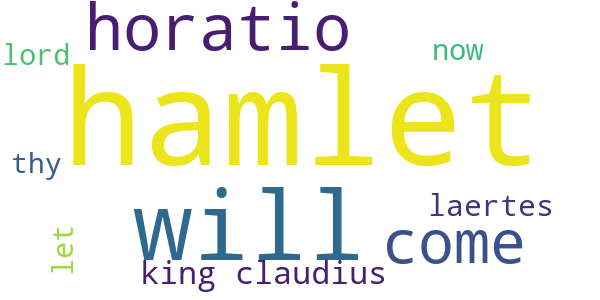 horatio
lord
now
hamlet
thy
will
laertes
come
let
king claudius